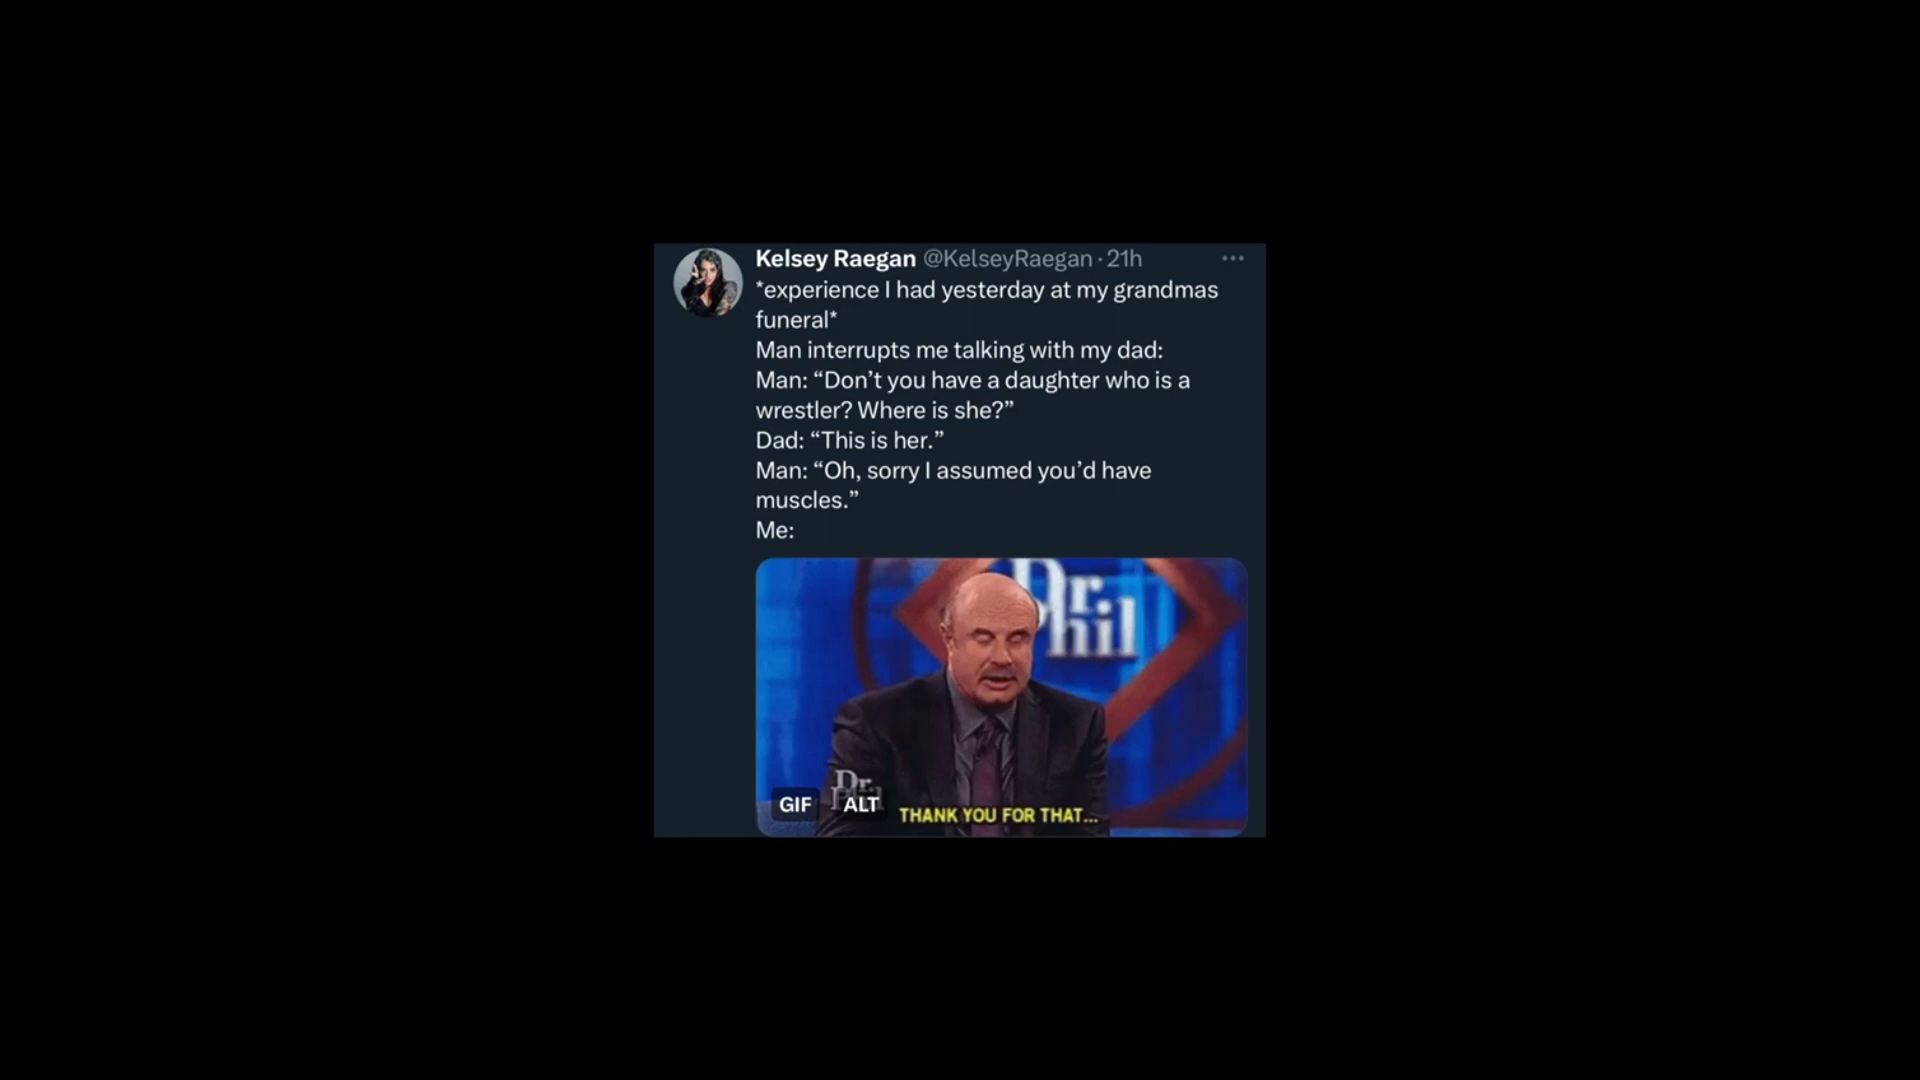 Kelsey Raegan @KelseyRaegan · 21h
*experience I had yesterday at my grandmas
funeral*
Man interrupts me talking with my dad:
Man: “Don’t you have a daughter who is a
wrestler? Where is she?”
Dad: “This is her.”
Man: “Oh, sorry I assumed you’d have
muscles.”
Me:
Dr.
Phil
Dr.
Phil
GIF ALT
THANK YOU FOR THAT...